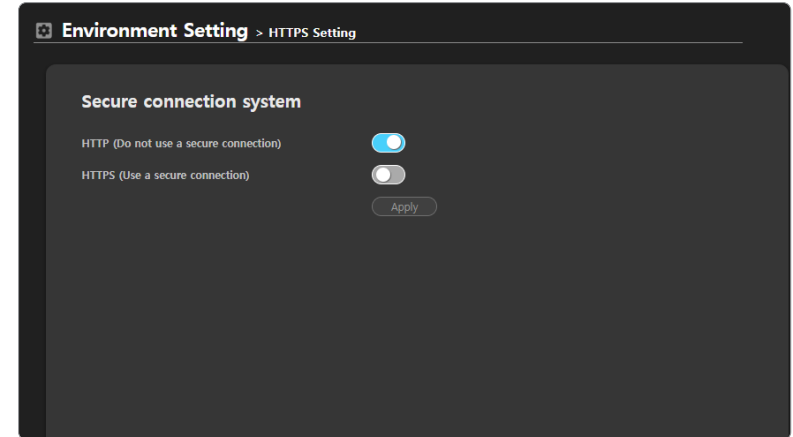 Environment Setting > HTTPS Setting
Secure connection system
HTTP (Do not use a secure connection)
HTTPS (Use a secure connection)
Apply